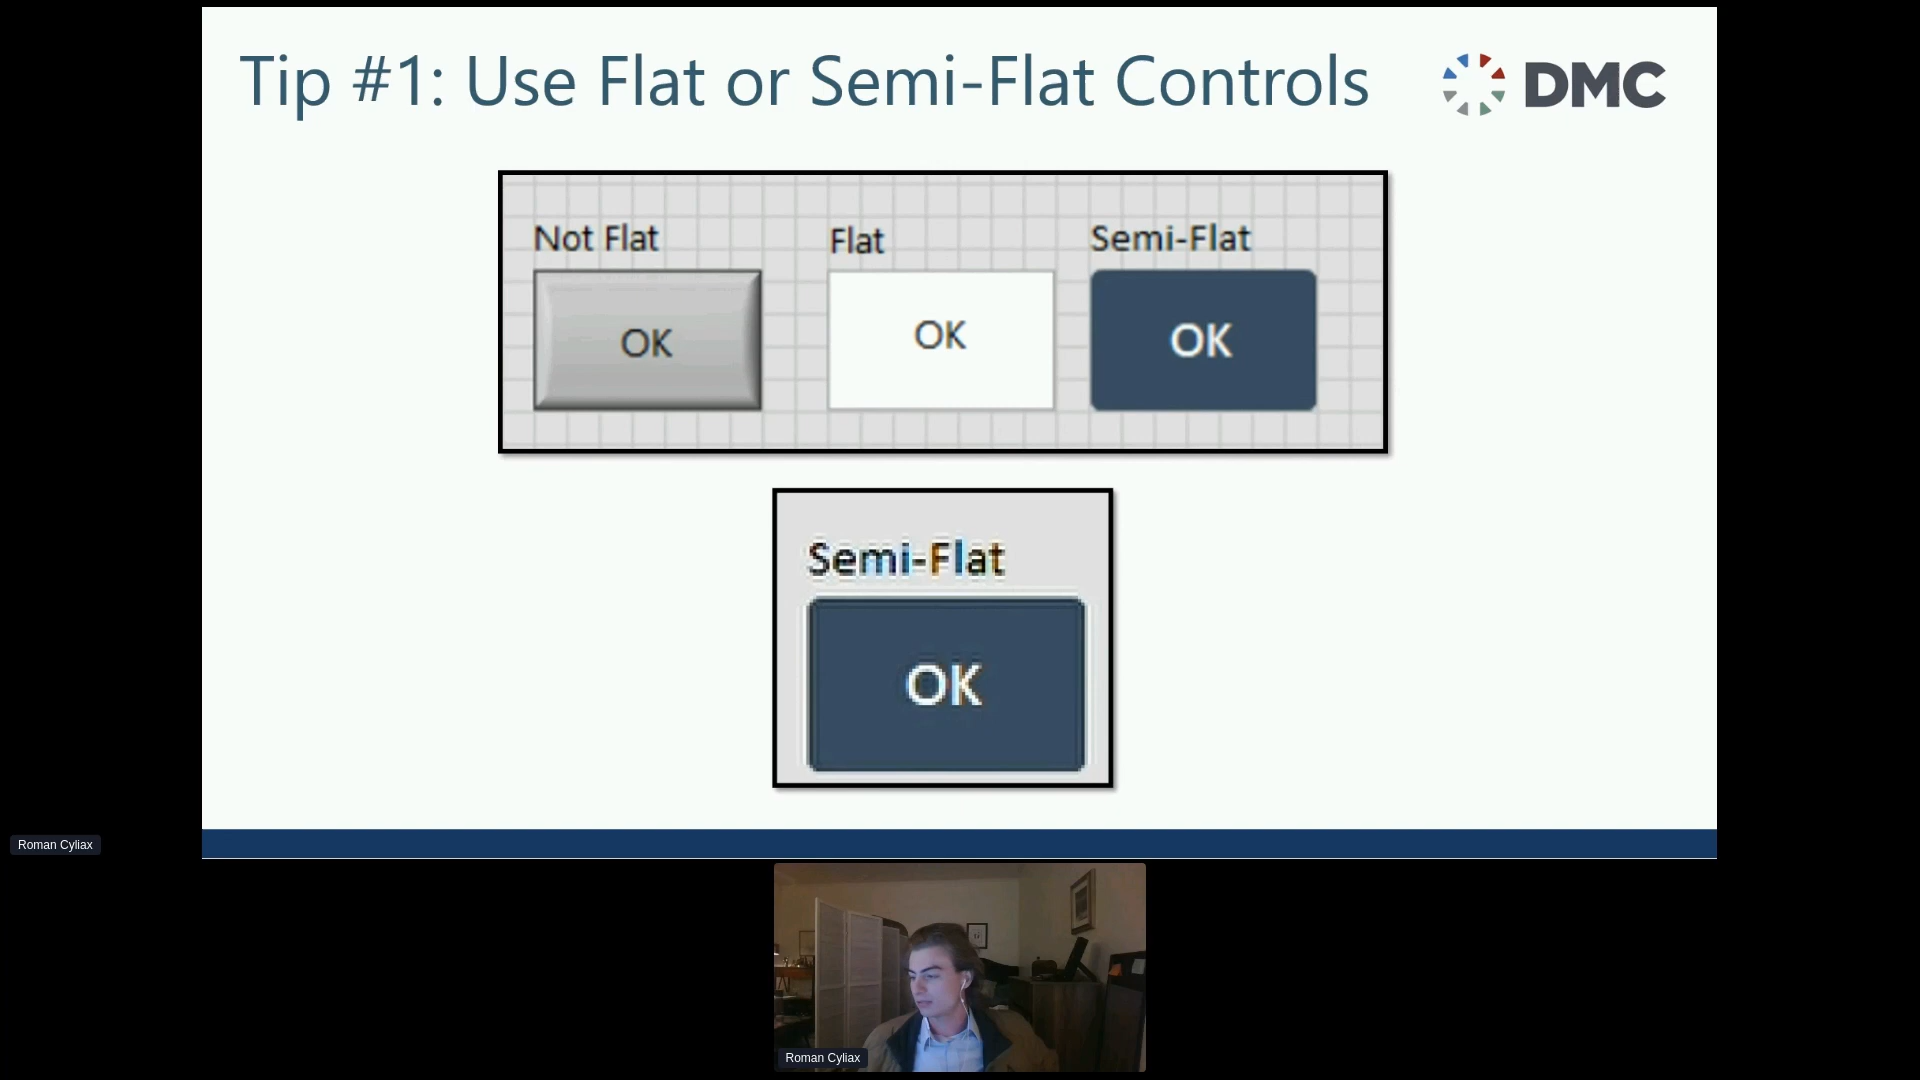 Tip #1: Use Flat or Semi-Flat Controls
DMC
Not Flat
Flat
Semi-Flat
OK
OK
OK
Semi-Flat
OK
Roman Cyliax
Roman Cyliax